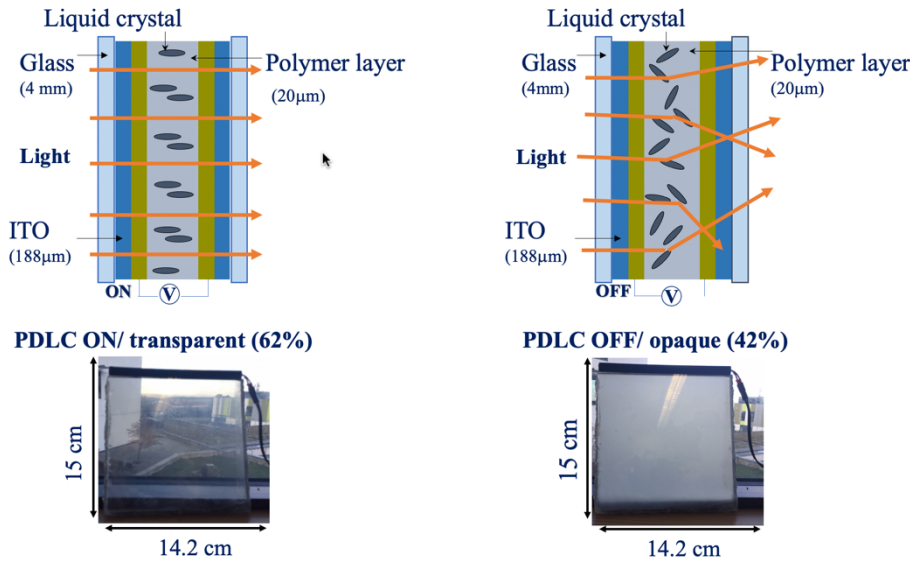 Liquid crystal
Glass
(4 mm)
Polymer layer
(20μm)
Light
ITO
(188μm)
ON
V
PDLC ON/ transparent (62%)
15 cm
14.2 cm
Liquid crystal
Glass
(4mm)
Polymer layer
(20μm)
Light
ITO
(188μm)
OFF
V
PDLC OFF/ opaque (42%)
15 cm
14.2 cm